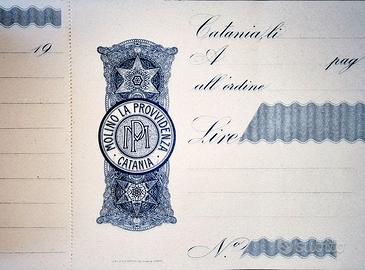 19
Catania, li
A pag
all'ordine
MOLINO LA PROVVIDENZA
MP
· CATANIA ·
Lire
N.º